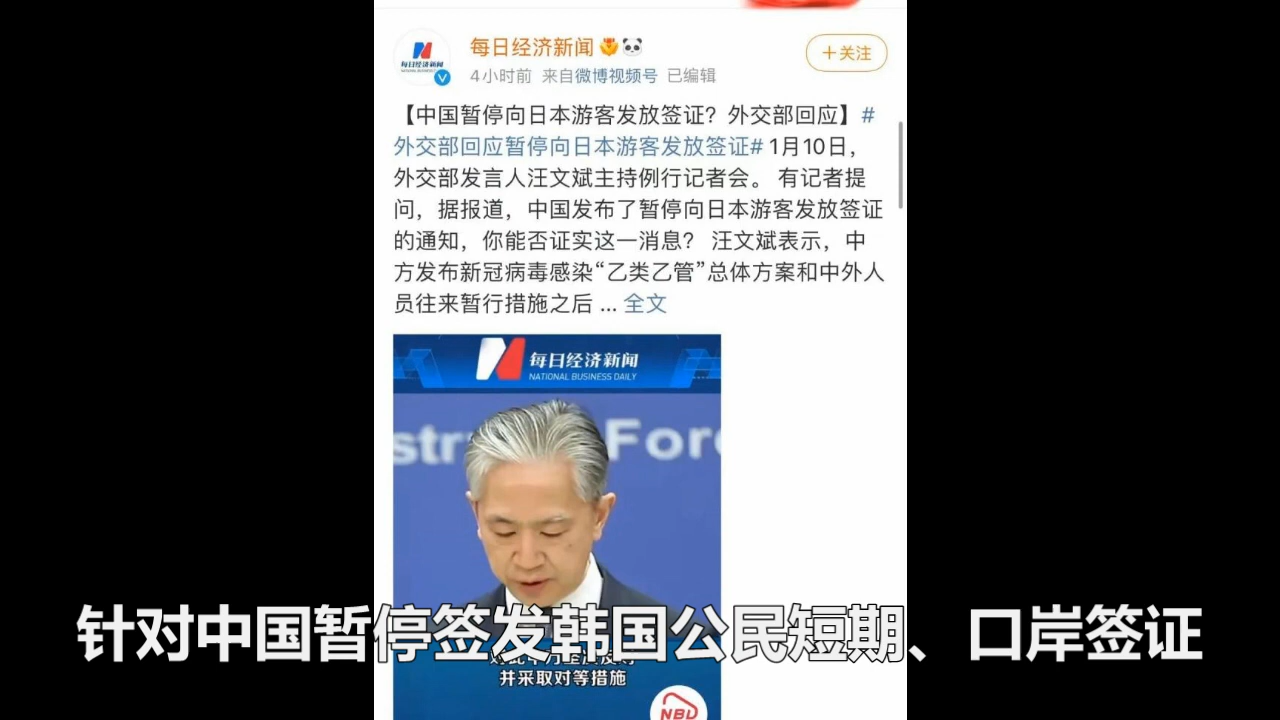 每日经济新闻
4小时前 来自微博视频号 已编辑
+关注
每日经济新闻
【中国暂停向日本游客发放签证？外交部回应】#
外交部回应暂停向日本游客发放签证# 1月10日，
外交部发言人汪文斌主持例行记者会。 有记者提
问，据报道，中国发布了暂停向日本游客发放签证
的通知，你能否证实这一消息？ 汪文斌表示，中
方发布新冠病毒感染“乙类乙管”总体方案和中外人
员往来暂行措施之后 ... 全文
每日经济新闻
NATIONAL BUSINESS DAILY
str
Fore
针对中国暂停签发韩国公民短期、口岸签证
并采取对等措施
NBD